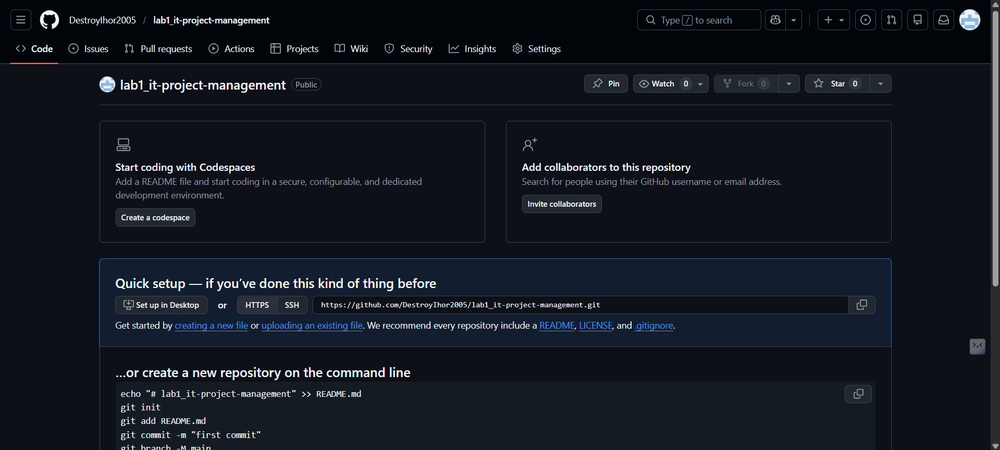 DestroyIhor2005 / lab1_it-project-management
Type / to search
Code Issues Pull requests Actions Projects Wiki Security Insights Settings
lab1_it-project-management Public
Pin Watch 0 Fork 0 Star 0
Start coding with Codespaces
Add a README file and start coding in a secure, configurable, and dedicated
development environment.
Create a codespace
Add collaborators to this repository
Search for people using their GitHub username or email address.
Invite collaborators
Quick setup — if you’ve done this kind of thing before
Set up in Desktop or HTTPS SSH https://github.com/DestroyIhor2005/lab1_it-project-management.git
Get started by creating a new file or uploading an existing file. We recommend every repository include a README, LICENSE, and .gitignore.
…or create a new repository on the command line
echo "# lab1_it-project-management" >> README.md
git init
git add README.md
git commit -m "first commit"
git branch -M main